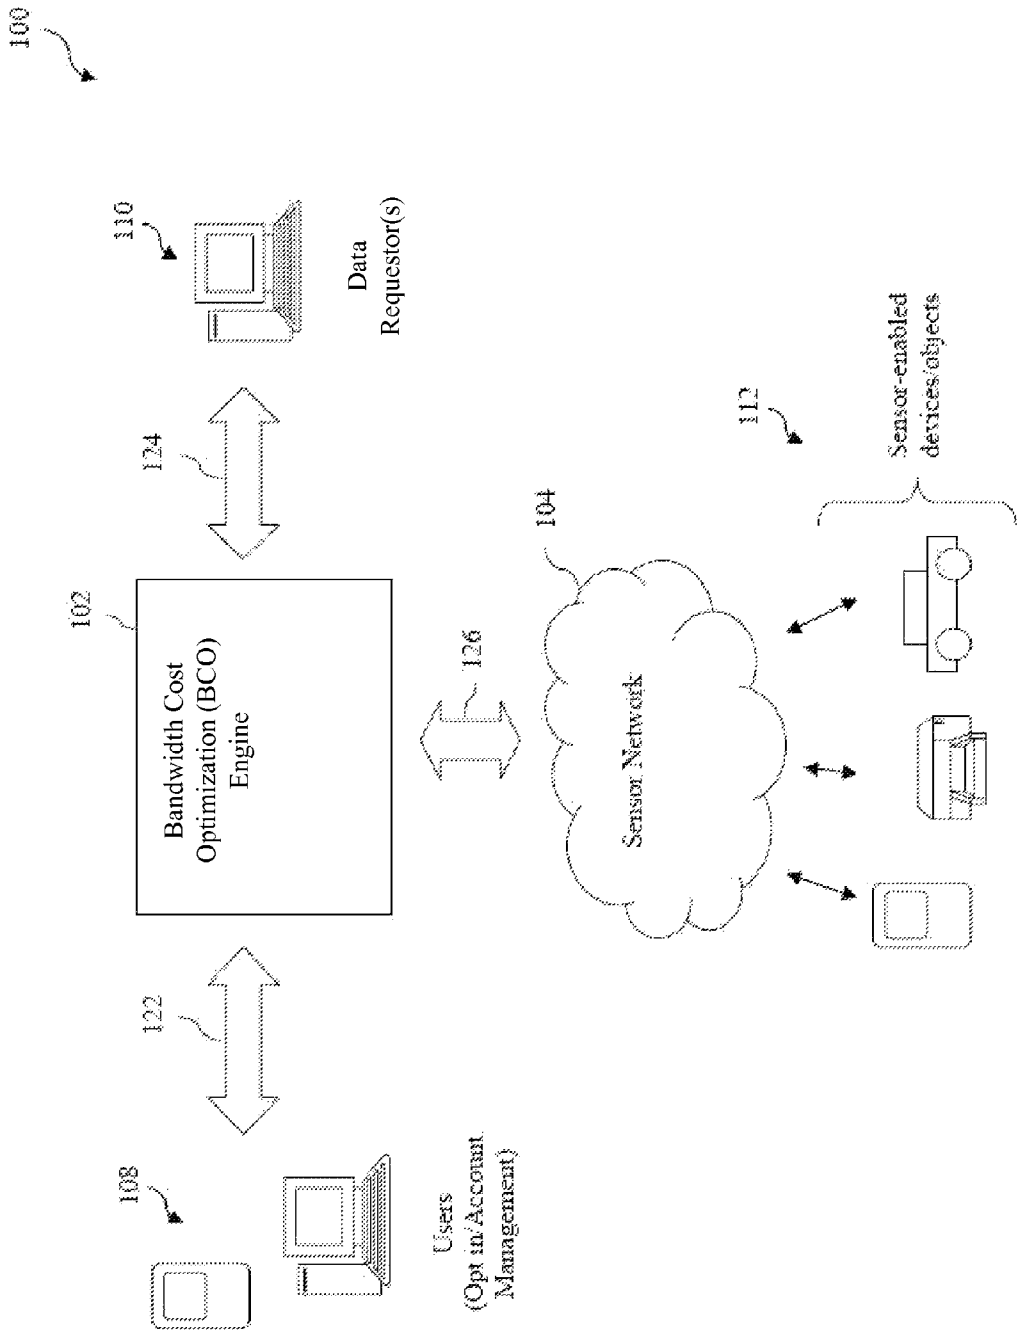 100
110
Data
Requestor(s)
124
102
Bandwidth Cost
Optimization (BCO)
Engine
122
108
Users
(Opt in/Account
Management)
126
104
Sensor Network
112
Sensor-enabled
devices/objects